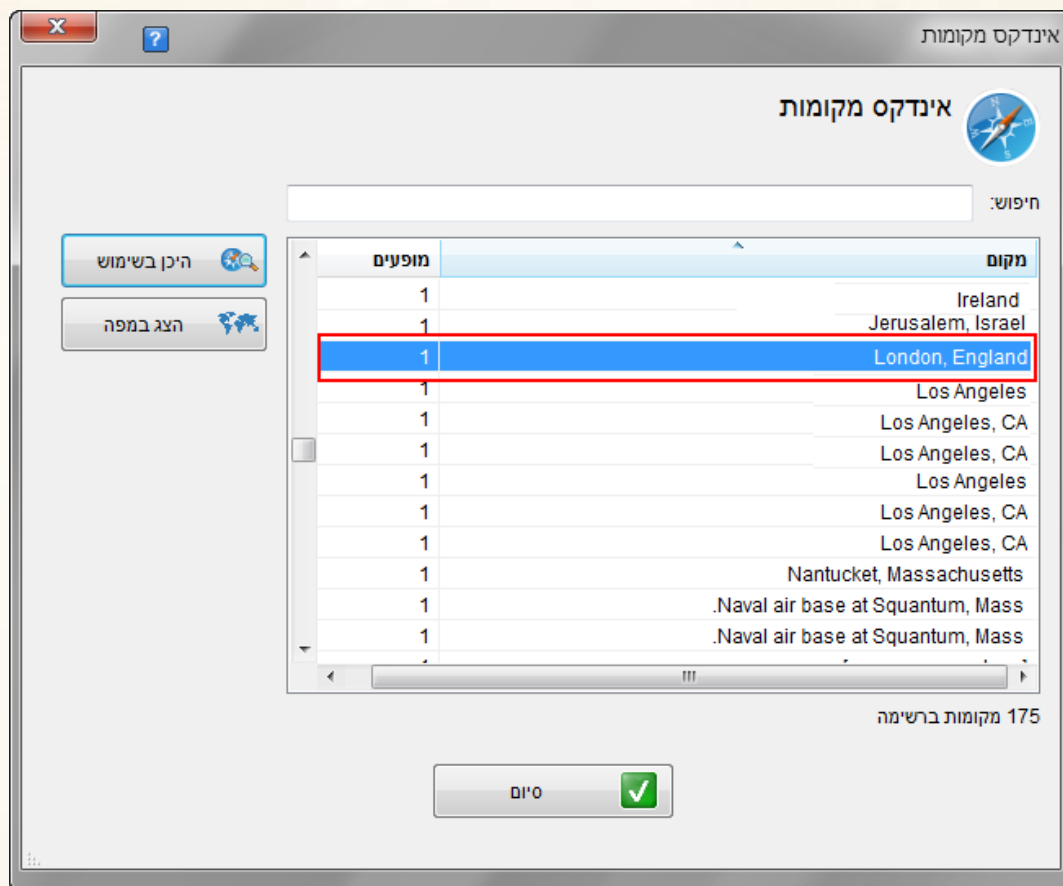 אינדקס מקומות
אינדקס מקומות
חיפוש:
מקום מופעים
Ireland 1
Jerusalem, Israel 1
London, England 1
Los Angeles 1
Los Angeles, CA 1
Los Angeles, CA 1
Los Angeles 1
Los Angeles, CA 1
Los Angeles, CA 1
Nantucket, Massachusetts 1
.Naval air base at Squantum, Mass 1
.Naval air base at Squantum, Mass 1
היכן בשימוש
הצג במפה
175 מקומות ברשימה
סיום